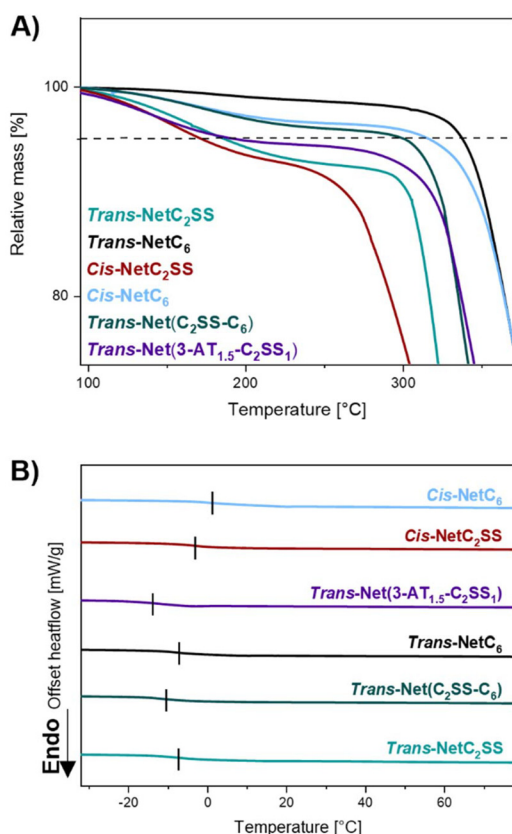 A)
100
80
Relative mass [%]
Trans-NetC₂SS
Trans-NetC₆
Cis-NetC₂SS
Cis-NetC₆
Trans-Net(C₂SS-C₆)
Trans-Net(3-AT₁.₅-C₂SS₁)
100 200 300
Temperature [°C]
B)
Endo Offset heatflow [mW/g]
Cis-NetC₆
Cis-NetC₂SS
Trans-Net(3-AT₁.₅-C₂SS₁)
Trans-NetC₆
Trans-Net(C₂SS-C₆)
Trans-NetC₂SS
-20 0 20 40 60
Temperature [°C]